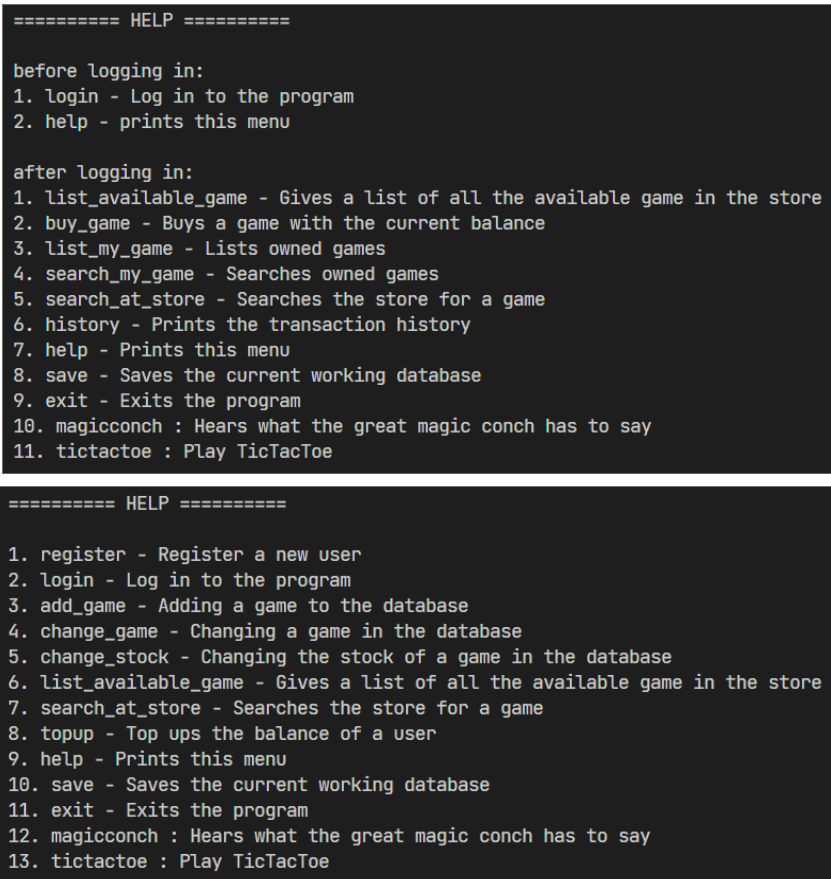 ========== HELP ==========
before logging in:
1. login - Log in to the program
2. help - prints this menu
after logging in:
1. list_available_game - Gives a list of all the available game in the store
2. buy_game - Buys a game with the current balance
3. list_my_game - Lists owned games
4. search_my_game - Searches owned games
5. search_at_store - Searches the store for a game
6. history - Prints the transaction history
7. help - Prints this menu
8. save - Saves the current working database
9. exit - Exits the program
10. magicconch : Hears what the great magic conch has to say
11. tictactoe : Play TicTacToe
========== HELP ==========
1. register - Register a new user
2. login - Log in to the program
3. add_game - Adding a game to the database
4. change_game - Changing a game in the database
5. change_stock - Changing the stock of a game in the database
6. list_available_game - Gives a list of all the available game in the store
7. search_at_store - Searches the store for a game
8. topup - Top ups the balance of a user
9. help - Prints this menu
10. save - Saves the current working database
11. exit - Exits the program
12. magicconch : Hears what the great magic conch has to say
13. tictactoe : Play TicTacToe